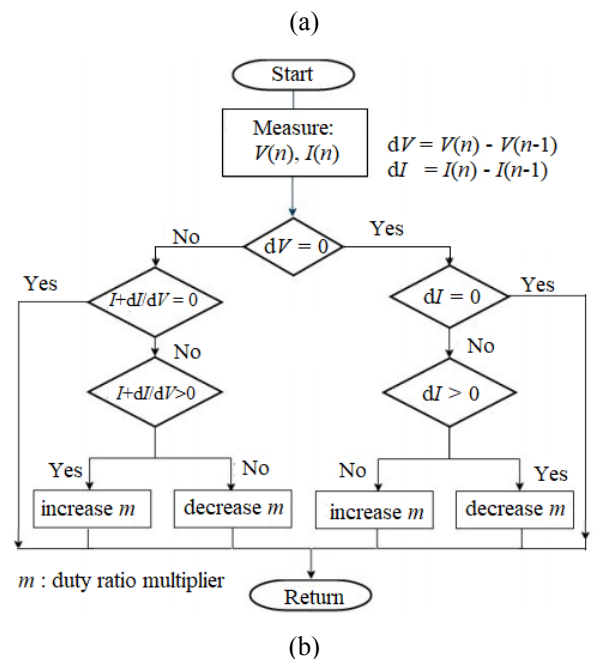 (a)
Start
Measure:
V(n), I(n)
dV = V(n) - V(n-1)
dI = I(n) - I(n-1)
No
dV = 0
Yes
Yes
I+dI/dV = 0
dI = 0
Yes
No
No
I+dI/dV>0
dI > 0
Yes
No
No
Yes
increase m
decrease m
increase m
decrease m
m : duty ratio multiplier
Return
(b)